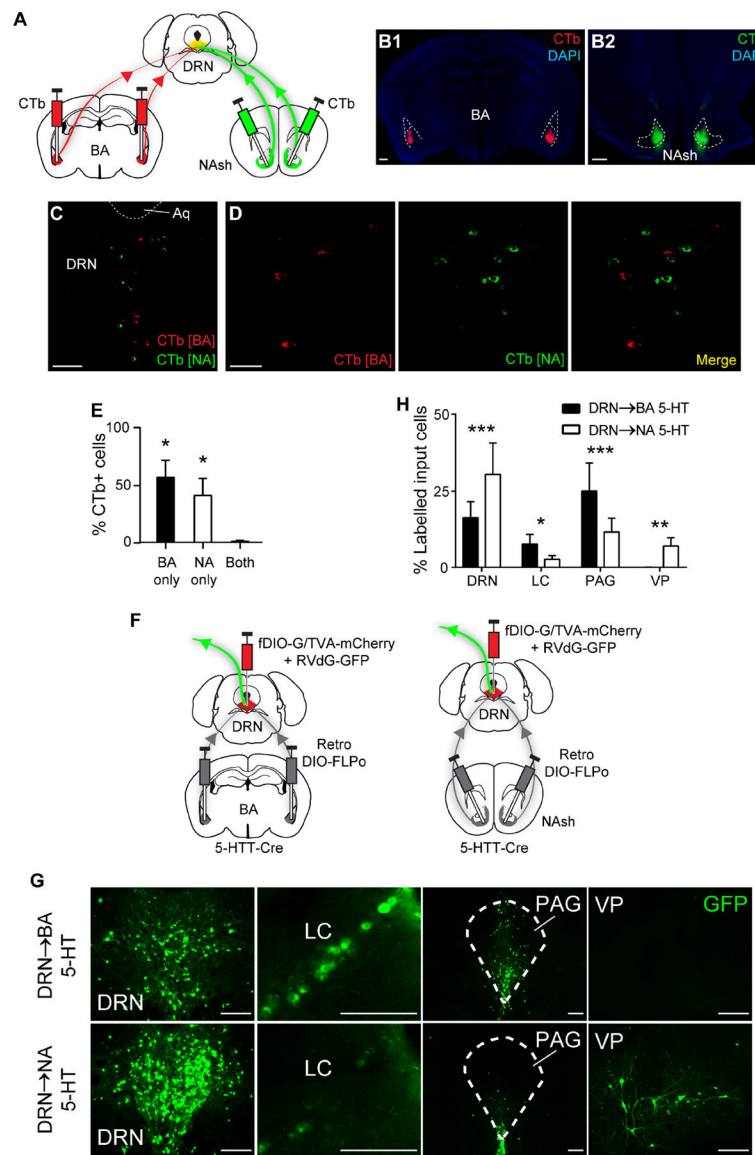 A
DRN
CTb
CTb
BA
NAsh
B1
CTb
DAPI
BA
B2
NAsh
C
Aq
DRN
CTb [BA]
CTb [NA]
D
CTb [BA]
CTb [NA]
Merge
E
% CTb+ cells
100
50
0
*
*
BA only
NA only
Both
H
DRN→BA 5-HT
DRN→NA 5-HT
% Labelled input cells
50
25
0
***
*
***
**
DRN
LC
PAG
VP
F
fDIO-G/TVA-mCherry
+ RVdG-GFP
DRN
Retro
DIO-FLPo
BA
5-HTT-Cre
fDIO-G/TVA-mCherry
+ RVdG-GFP
DRN
Retro
DIO-FLPo
NAsh
5-HTT-Cre
G
DRN→BA
5-HT
DRN
LC
PAG
VP
GFP
DRN→NA
5-HT
DRN
LC
PAG
VP